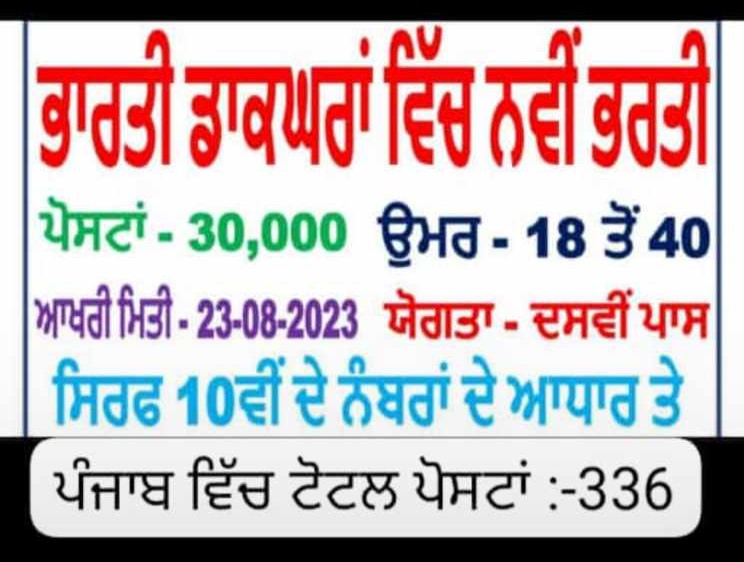 ਭਾਰਤੀ ਡਾਕਘਰਾਂ ਵਿੱਚ ਨਵੀਂ ਭਰਤੀ
ਪੋਸਟਾਂ - 30,000 ਉਮਰ - 18 ਤੋਂ 40
ਆਖਰੀ ਮਿਤੀ - 23-08-2023 ਯੋਗਤਾ - ਦਸਵੀਂ ਪਾਸ
ਸਿਰਫ 10ਵੀਂ ਦੇ ਨੰਬਰਾਂ ਦੇ ਆਧਾਰ ਤੇ
ਪੰਜਾਬ ਵਿੱਚ ਟੋਟਲ ਪੋਸਟਾਂ :-336